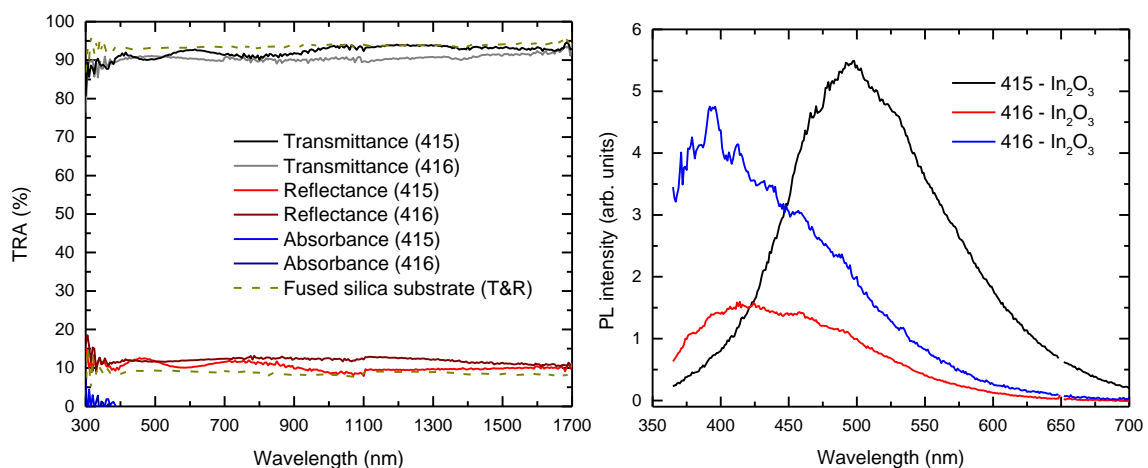 100
90
80
70
60
50
40
30
20
10
0
TRA (%)
Transmittance (415)
Transmittance (416)
Reflectance (415)
Reflectance (416)
Absorbance (415)
Absorbance (416)
Fused silica substrate (T&R)
300 500 700 900 1100 1300 1500 1700
Wavelength (nm)
6
5
4
3
2
1
0
PL intensity (arb. units)
415 - In₂O₃
416 - In₂O₃
416 - In₂O₃
350 400 450 500 550 600 650 700
Wavelength (nm)